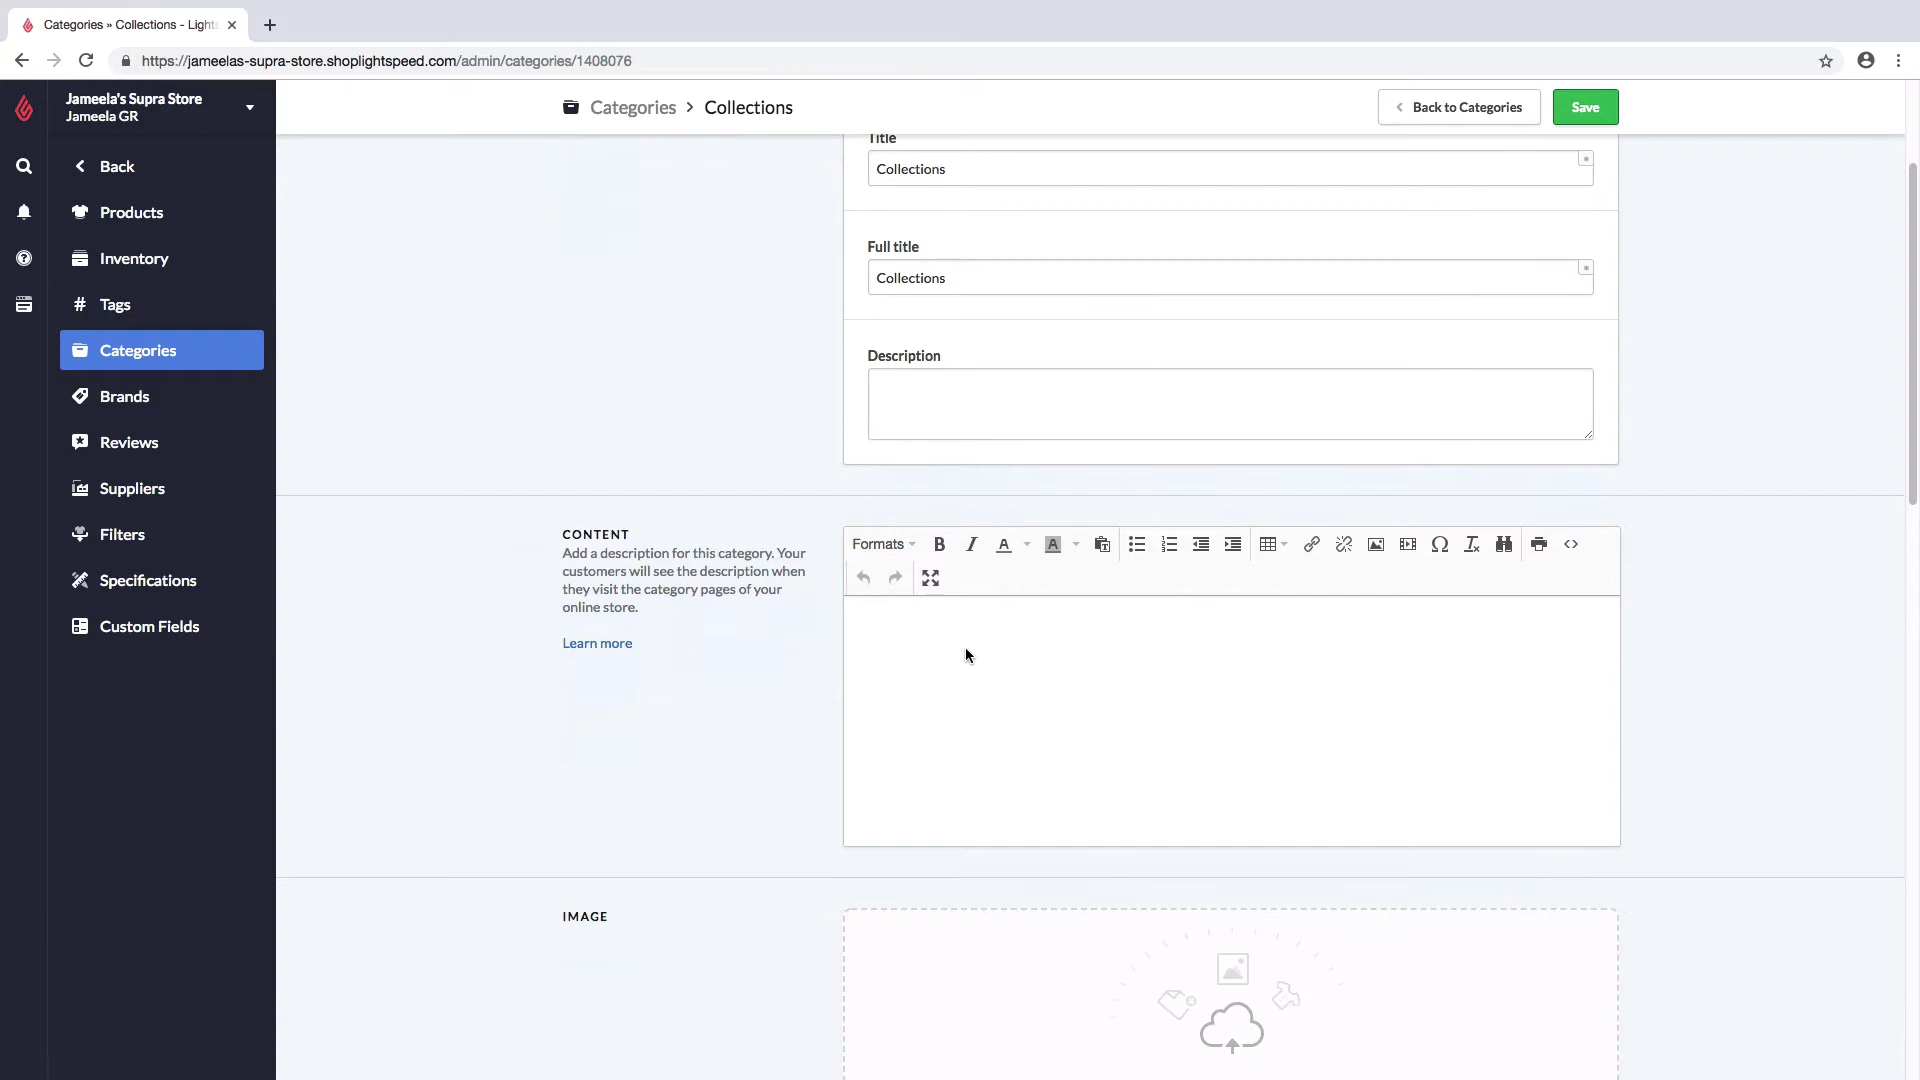 Categories » Collections - Light
https://jameelas-supra-store.shoplightspeed.com/admin/categories/1408076
Jameela's Supra Store
Jameela GR
Categories > Collections
Back to Categories
Save
Back
Products
Inventory
Tags
Categories
Brands
Reviews
Suppliers
Filters
Specifications
Custom Fields
Title
Collections
Full title
Collections
Description
CONTENT
Add a description for this category. Your
customers will see the description when
they visit the category pages of your
online store.
Learn more
Formats
IMAGE